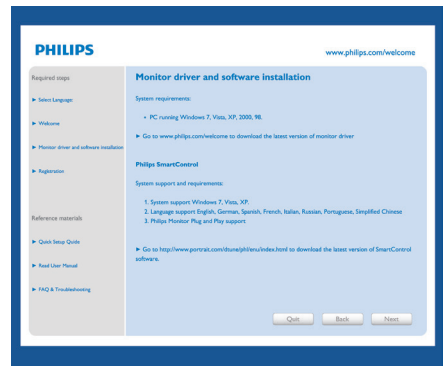 PHILIPS
www.philips.com/welcome
Required steps
Select Language:
Welcome
Monitor driver and software installation
Registration
Reference materials
Quick Setup Guide
Read User Manual
FAQ & Troubleshooting
Monitor driver and software installation
System requirements:
PC running Windows 7, Vista, XP, 2000, 98.
Go to www.philips.com/welcome to download the latest version of monitor driver
Philips SmartControl
System support and requirements:
1. System support Windows 7, Vista, XP.
2. Language support English, German, Spanish, French, Italian, Russian, Portuguese, Simplified Chinese
3. Philips Monitor Plug and Play support
Go to http://www.portrait.com/dtune/phl/enu/index.html to download the latest version of SmartControl
software.
Quit
Back
Next